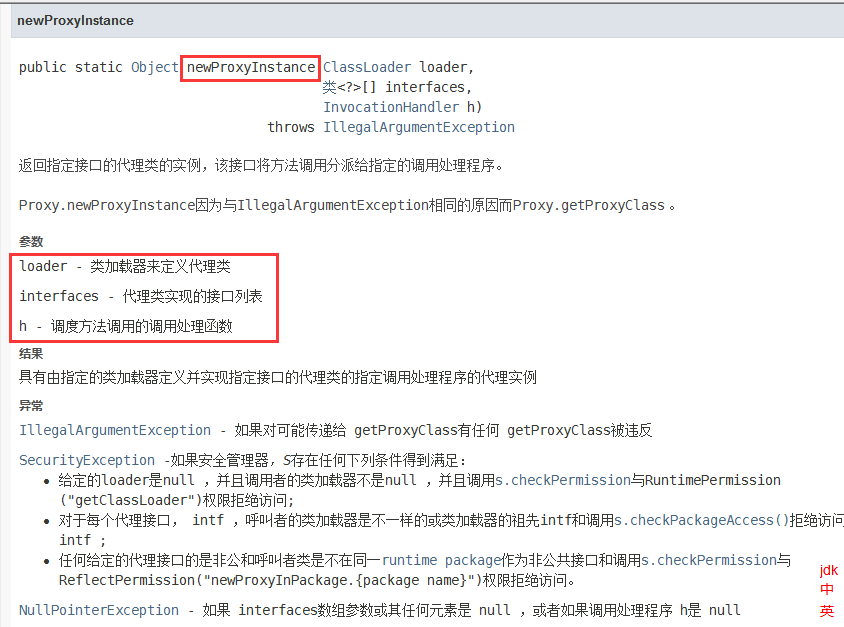 newProxyInstance
public static Object newProxyInstance(ClassLoader loader,
类<?>[] interfaces,
InvocationHandler h)
throws IllegalArgumentException
返回指定接口的代理类的实例，该接口将方法调用分派给指定的调用处理程序。
Proxy.newProxyInstance因为与IllegalArgumentException相同的原因而Proxy.getProxyClass 。
参数
loader - 类加载器来定义代理类
interfaces - 代理类实现的接口列表
h - 调度方法调用的调用处理函数
结果
具有由指定的类加载器定义并实现指定接口的代理类的指定调用处理程序的代理实例
异常
IllegalArgumentException - 如果对可能传递给 getProxyClass有任何 getProxyClass被违反
SecurityException -如果安全管理器，S存在任何下列条件得到满足：
• 给定的loader是null ，并且调用者的类加载器不是null ，并且调用s.checkPermission与RuntimePermission
("getClassLoader")权限拒绝访问;
• 对于每个代理接口， intf ，呼叫者的类加载器是不一样的或类加载器的祖先intf和调用s.checkPackageAccess()拒绝访问
intf ;
• 任何给定的代理接口的是非公和呼叫者类是不在同一runtime package作为非公共接口和调用s.checkPermission与
ReflectPermission("newProxyInPackage.{package name}")权限拒绝访问。
NullPointerException - 如果 interfaces数组参数或其任何元素是 null ，或者如果调用处理程序 h是 null
jdk
中
英